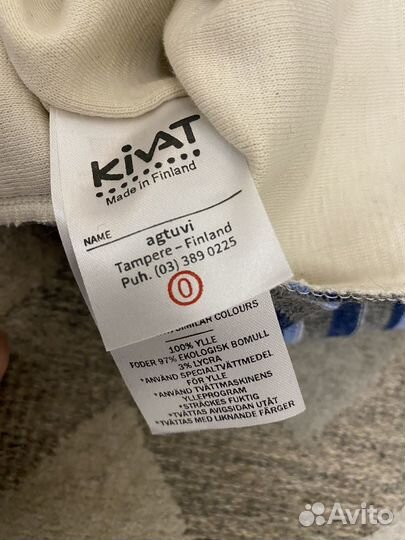 KIVAT
Made in Finland
NAME
agtuvi
Tampere – Finland
Puh. (03) 389 0225
0
SIMILAR COLOURS
100% YLLE
FODER 97% EKOLOGISK BOMULL
3% LYCRA
*ANVÄND SPECIALTVÄTTMEDEL
FÖR YLLE
*ANVÄND TVÄTTMASKINENS
YLLEPROGRAM
*STRÄCKES FUKTIG
*TVÄTTAS AVIGSIDAN UTÅT
*TVÄTTAS MED LIKNANDE FÄRGER
Avito